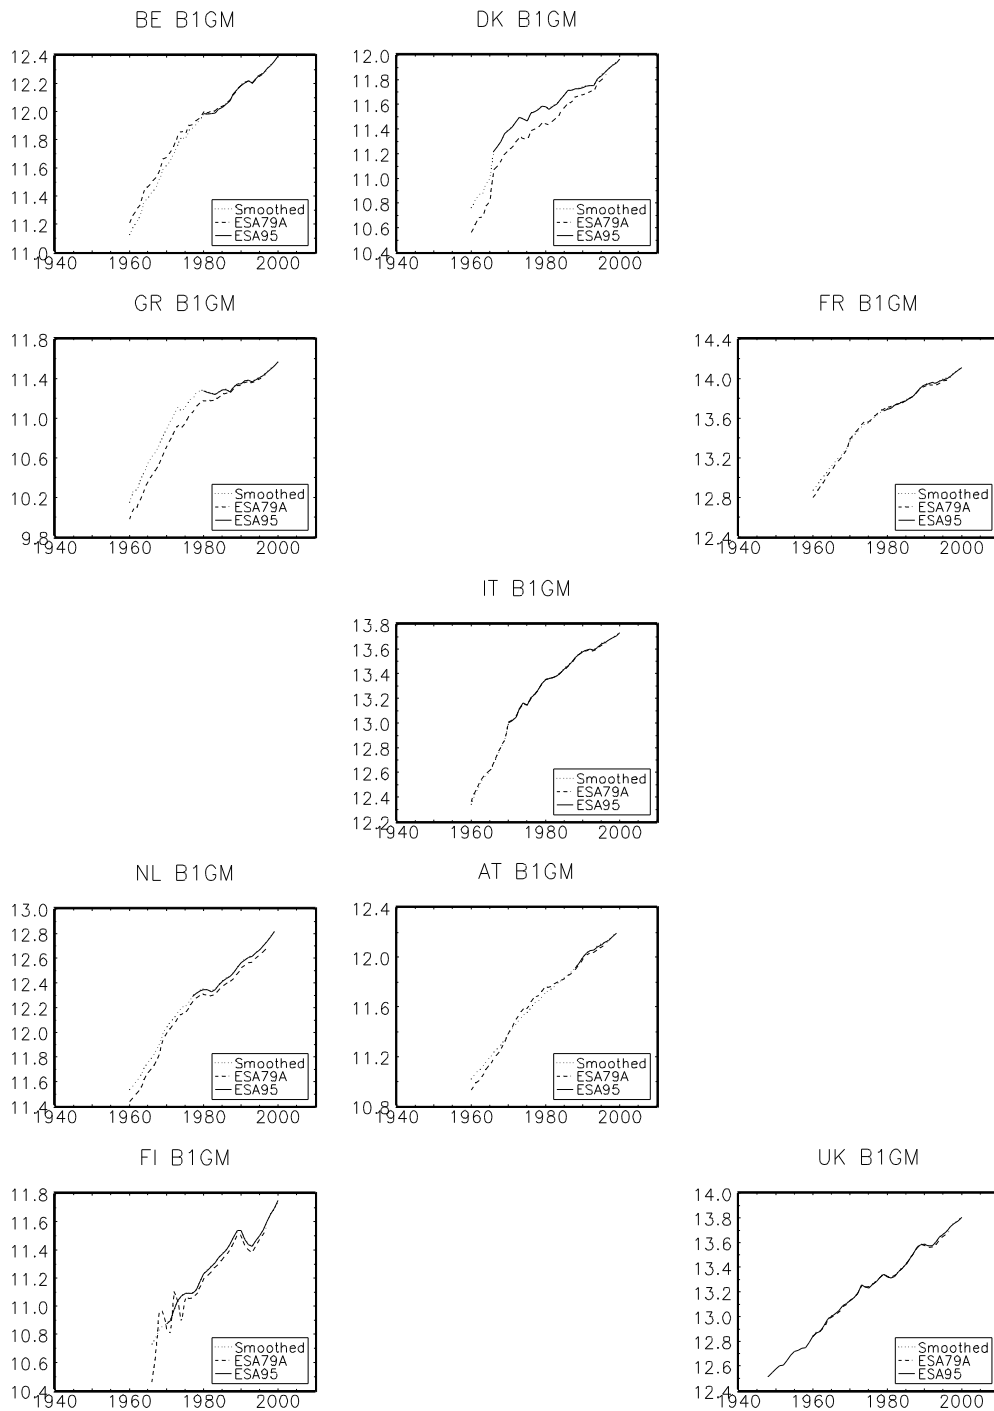 BE B1GM
DK B1GM
12.4
12.2
12.0
11.8
11.6
11.4
11.2
11.0
1940
1960
1980
2000
Smoothed
ESA79A
ESA95
12.0
11.8
11.6
11.4
11.2
11.0
10.8
10.6
10.4
1940
1960
1980
2000
Smoothed
ESA79A
ESA95
GR B1GM
FR B1GM
11.8
11.4
11.0
10.6
10.2
9.8
1940
1960
1980
2000
Smoothed
ESA79A
ESA95
14.4
14.0
13.6
13.2
12.8
12.4
1940
1960
1980
2000
Smoothed
ESA79A
ESA95
IT B1GM
13.8
13.6
13.4
13.2
13.0
12.8
12.6
12.4
12.2
1940
1960
1980
2000
Smoothed
ESA79A
ESA95
NL B1GM
AT B1GM
13.0
12.8
12.6
12.4
12.2
12.0
11.8
11.6
11.4
1940
1960
1980
2000
Smoothed
ESA79A
ESA95
12.4
12.0
11.6
11.2
10.8
1940
1960
1980
2000
Smoothed
ESA79A
ESA95
FI B1GM
UK B1GM
11.8
11.6
11.4
11.2
11.0
10.8
10.6
10.4
1940
1960
1980
2000
Smoothed
ESA79A
ESA95
14.0
13.8
13.6
13.4
13.2
13.0
12.8
12.6
12.4
1940
1960
1980
2000
Smoothed
ESA79A
ESA95